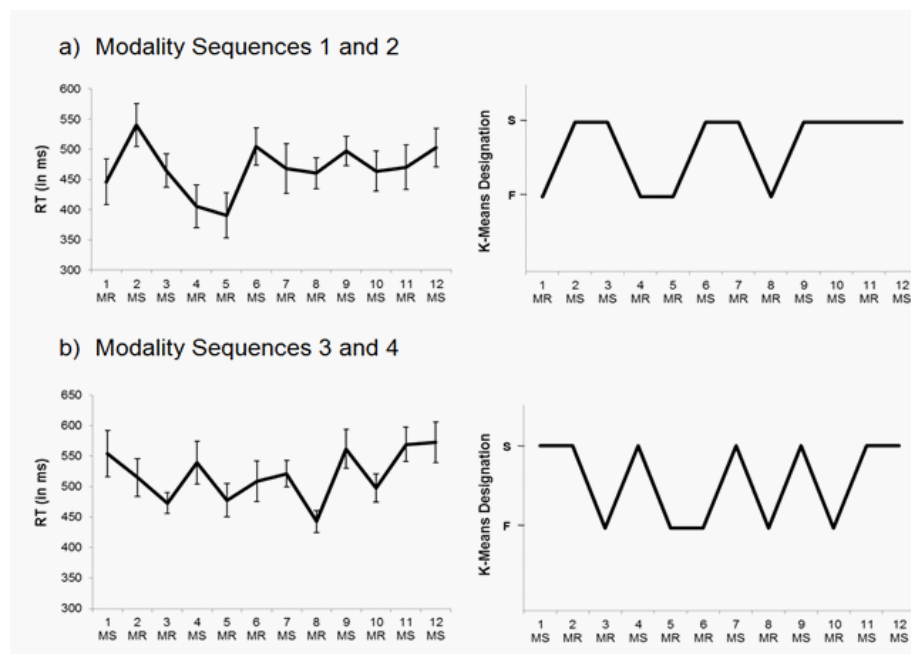 a) Modality Sequences 1 and 2
RT (in ms)
600
550
500
450
400
350
300
1 2 3 4 5 6 7 8 9 10 11 12
MR MS MS MR MR MS MR MR MS MS MR MS
K-Means Designation
S
F
1 2 3 4 5 6 7 8 9 10 11 12
MR MS MS MR MR MS MR MR MS MS MR MS
b) Modality Sequences 3 and 4
RT (in ms)
650
600
550
500
450
400
350
300
1 2 3 4 5 6 7 8 9 10 11 12
MS MR MR MS MR MS MS MR MS MR MS MS
K-Means Designation
S
F
1 2 3 4 5 6 7 8 9 10 11 12
MS MR MR MS MR MS MS MR MS MR MS MS